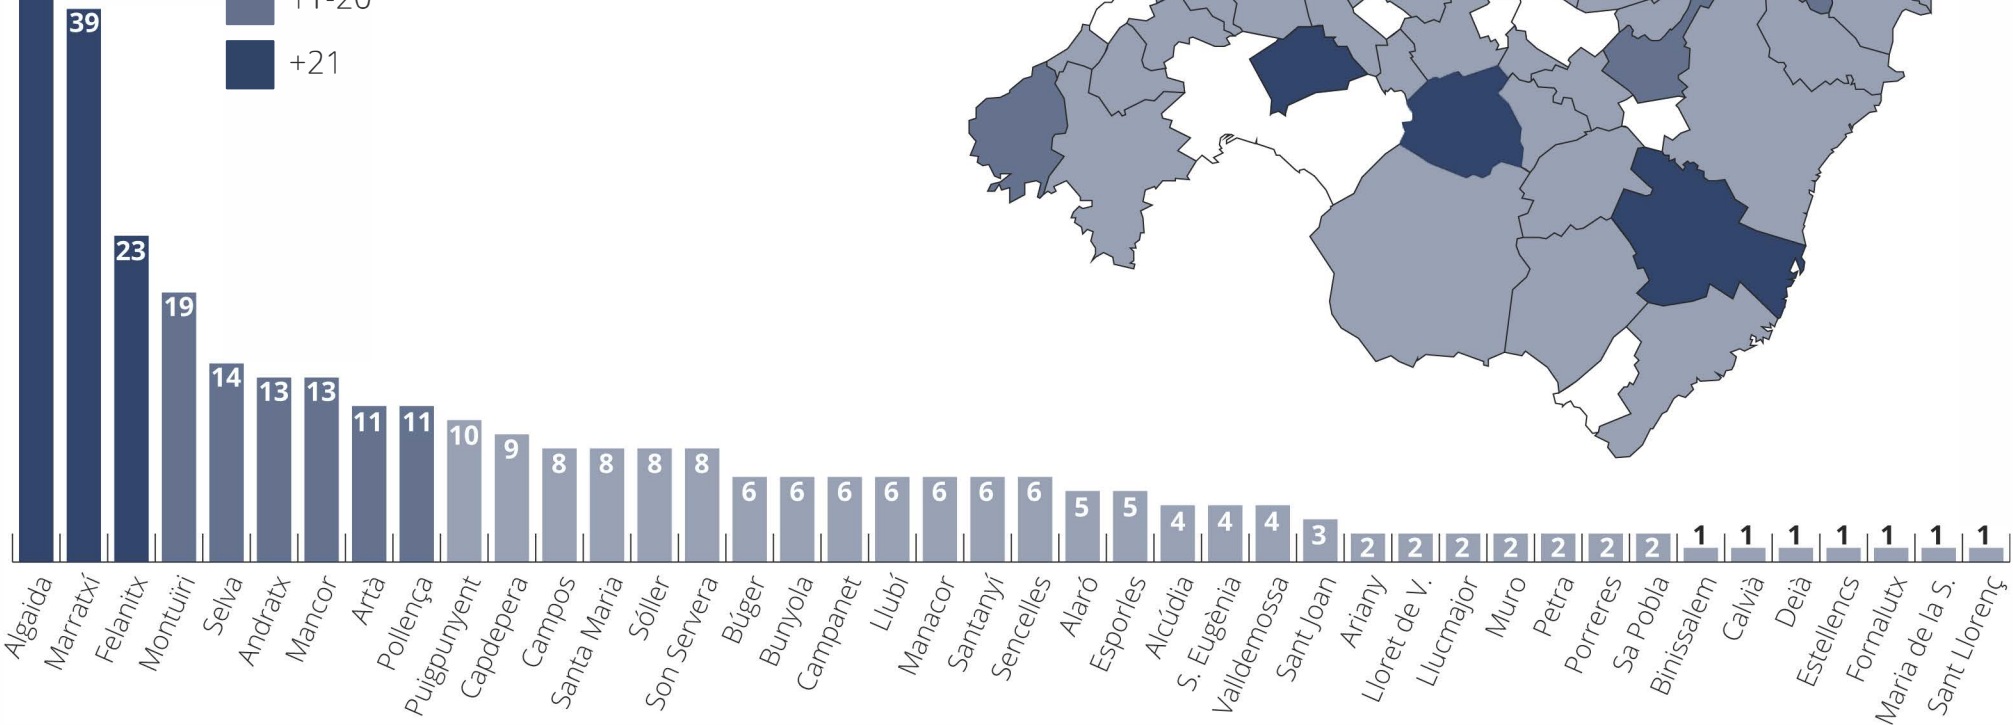 +21
39
23
19
14
13
13
11
11
10
9
8
8
8
8
6
6
6
6
6
6
6
5
5
4
4
4
3
2
2
2
2
2
2
2
1
1
1
1
1
1
1
Algaida
Marratxí
Felanitx
Montuïri
Selva
Andratx
Mancor
Artà
Pollença
Puigpunyent
Capdepera
Campos
Santa Maria
Sóller
Son Servera
Búger
Bunyola
Campanet
Llubí
Manacor
Santanyí
Sencelles
Alaró
Esporles
Alcúdia
S. Eugènia
Valldemossa
Sant Joan
Ariany
Lloret de V.
Llucmajor
Muro
Petra
Porreres
Sa Pobla
Binissalem
Calvià
Deià
Estellencs
Fornalutx
Maria de la S.
Sant Llorenç